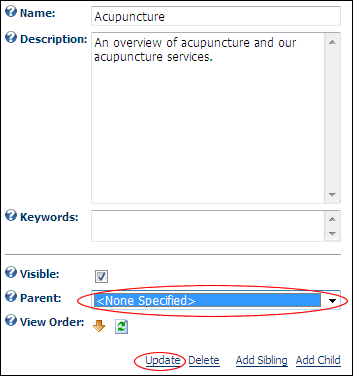 Name: Acupuncture
Description: An overview of acupuncture and our
acupuncture services.
Keywords:
Visible:
Parent: <None Specified>
View Order:
Update Delete Add Sibling Add Child